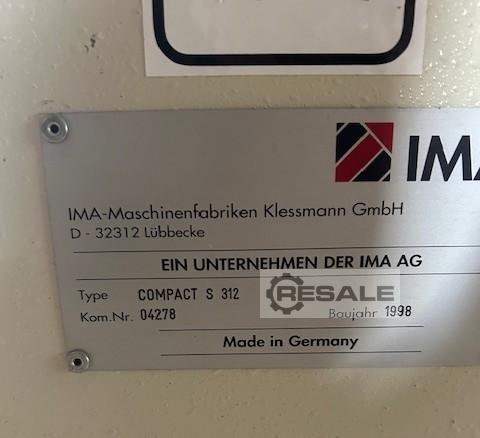 IMA
IMA-Maschinenfabriken Klessmann GmbH
D - 32312 Lübbecke
EIN UNTERNEHMEN DER IMA AG
Type COMPACT S 312
RESALE
Kom.Nr. 04278 Baujahr 1998
Made in Germany